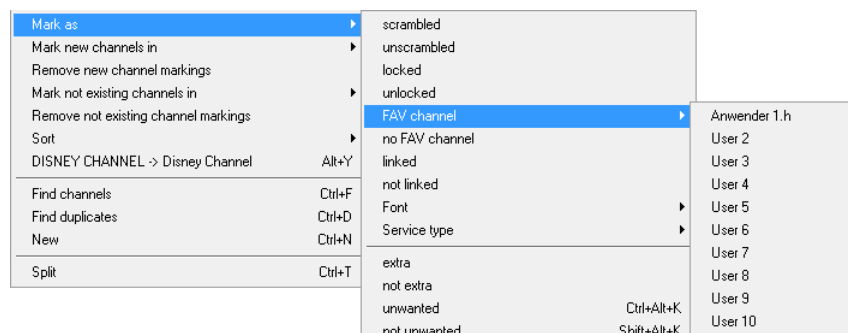 Mark as
Mark new channels in
Remove new channel markings
Mark not existing channels in
Remove not existing channel markings
Sort
DISNEY CHANNEL -> Disney Channel Alt+Y
Find channels Ctrl+F
Find duplicates Ctrl+D
New Ctrl+N
Split Ctrl+T
scrambled
unscrambled
locked
unlocked
FAV channel
no FAV channel
linked
not linked
Font
Service type
extra
not extra
unwanted Ctrl+Alt+K
not unwanted Shift+Alt+K
Anwender 1.h
User 2
User 3
User 4
User 5
User 6
User 7
User 8
User 9
User 10